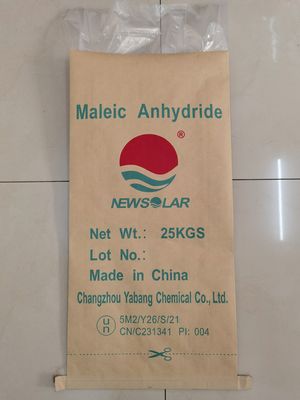 Maleic Anhydride
®
NEWSOLAR
Net Wt.: 25KGS
Lot No.:
Made in China
Changzhou Yabang Chemical Co., Ltd.
un
5M2/Y26/S/21
CN/C231341 PI: 004